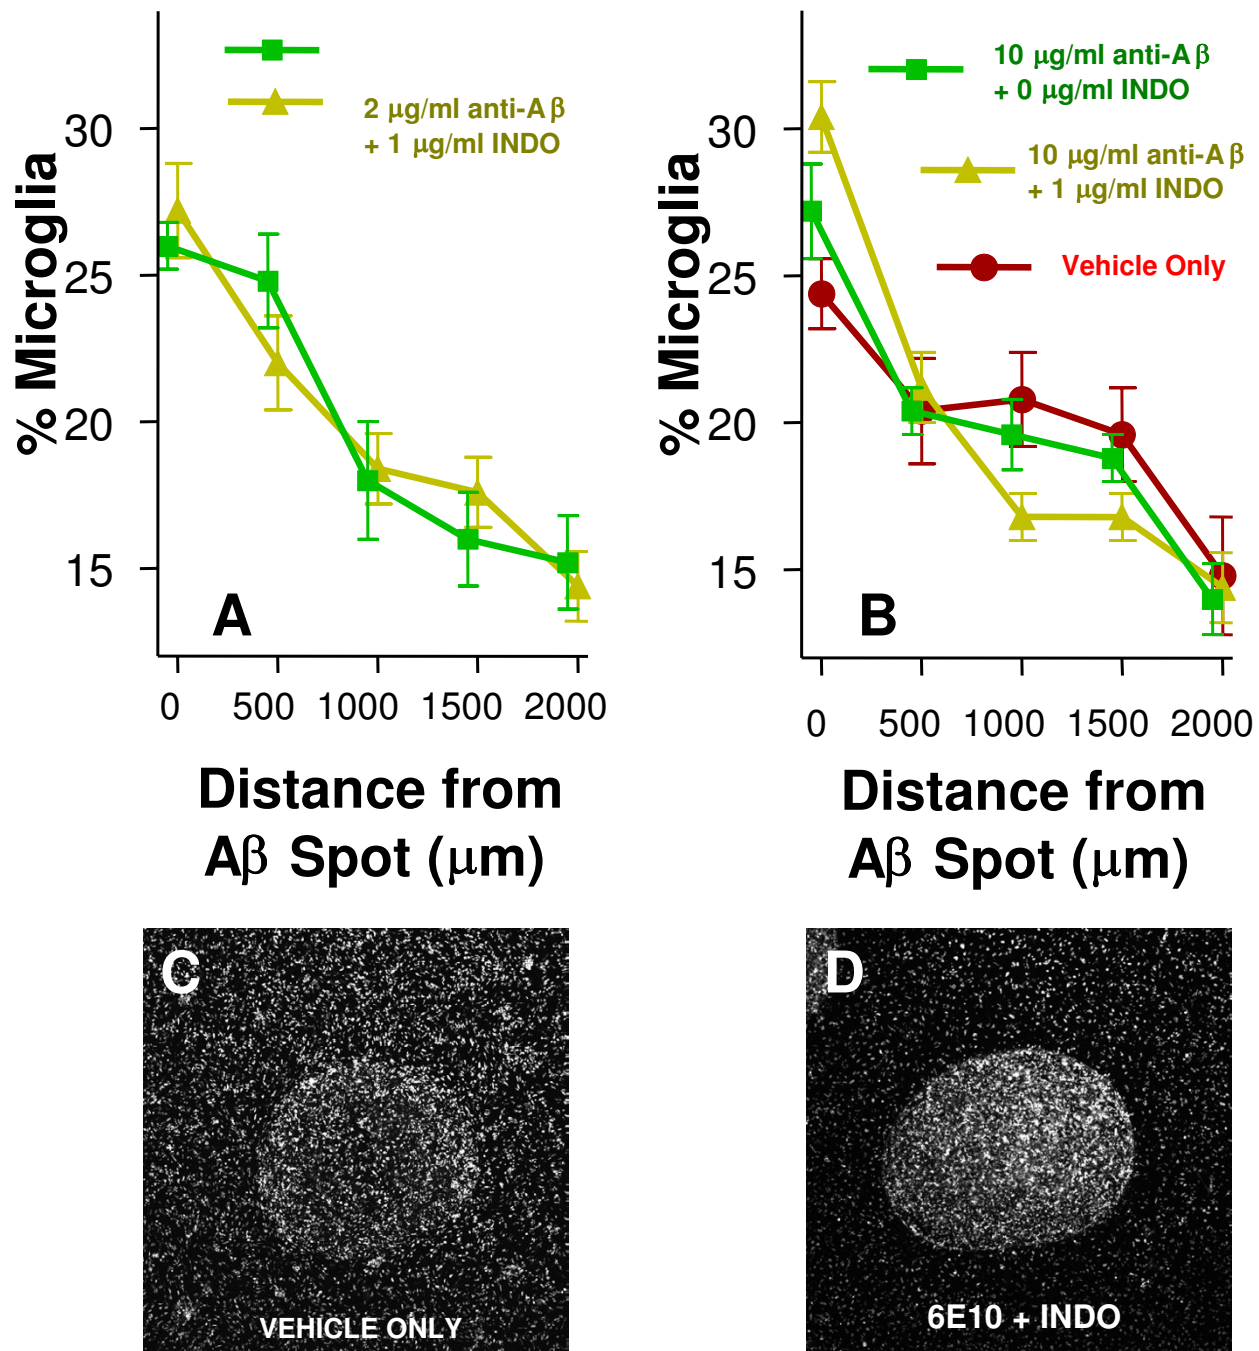 2 μg/ml anti-Aβ
+ 1 μg/ml INDO
30
25
20
15
% Microglia
A
0 500 1000 1500 2000
Distance from
Aβ Spot (μm)
10 μg/ml anti-Aβ
+ 0 μg/ml INDO
10 μg/ml anti-Aβ
+ 1 μg/ml INDO
Vehicle Only
30
25
20
15
% Microglia
B
0 500 1000 1500 2000
Distance from
Aβ Spot (μm)
C
VEHICLE ONLY
D
6E10 + INDO